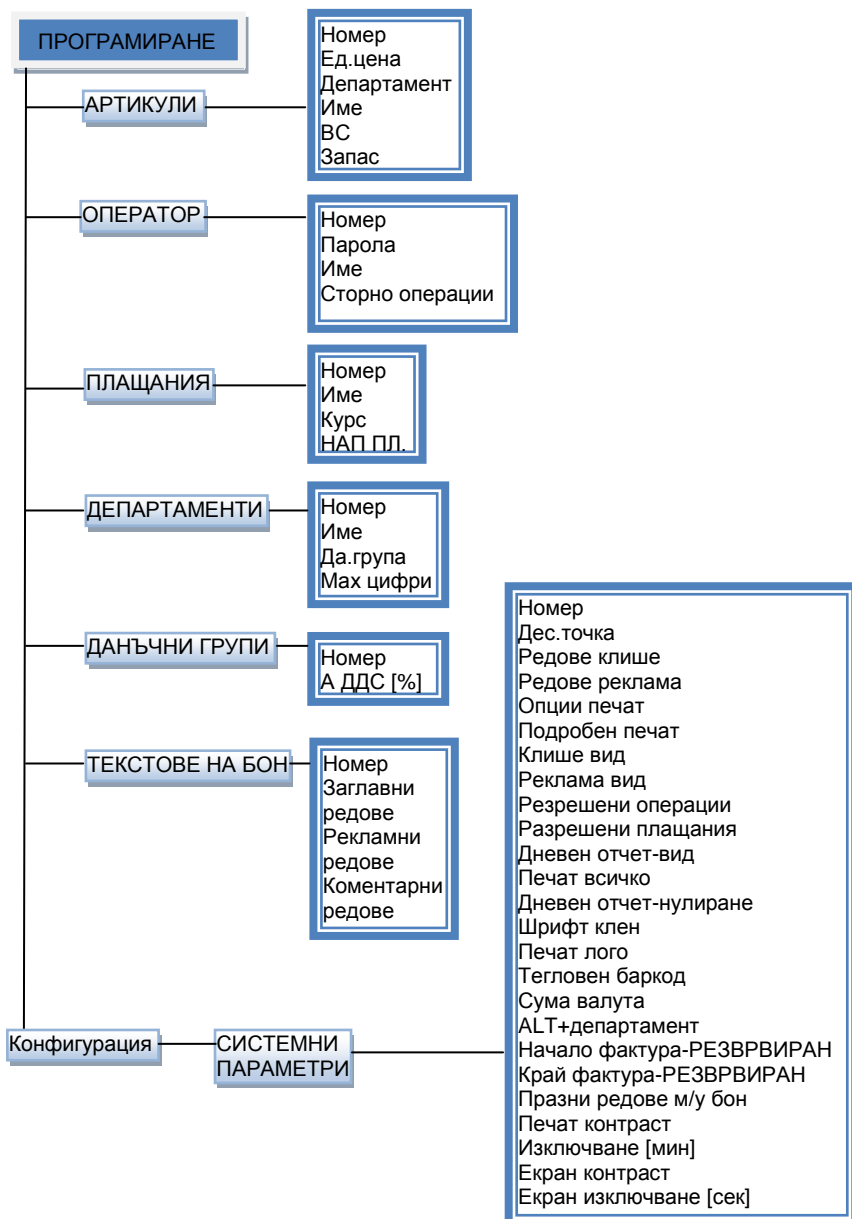 ПРОГРАМИРАНЕ
АРТИКУЛИ
Номер
Ед.цена
Департамент
Име
ВС
Запас
ОПЕРАТОР
Номер
Парола
Име
Сторно операции
ПЛАЩАНИЯ
Номер
Име
Курс
НАП ПЛ.
ДЕПАРТАМЕНТИ
Номер
Име
Да.група
Мах цифри
ДАНЪЧНИ ГРУПИ
Номер
А ДДС [%]
ТЕКСТОВЕ НА БОН
Номер
Заглавни
редове
Рекламни
редове
Коментарни
редове
Конфигурация
СИСТЕМНИ
ПАРАМЕТРИ
Номер
Дес.точка
Редове клише
Редове реклама
Опции печат
Подробен печат
Клише вид
Реклама вид
Резрешени операции
Разрешени плащания
Дневен отчет-вид
Печат всичко
Дневен отчет-нулиране
Шрифт клен
Печат лого
Тегловен баркод
Сума валута
ALT+департамент
Начало фактура-РЕЗВРВИРАН
Край фактура-РЕЗВРВИРАН
Празни редове м/у бон
Печат контраст
Изключване [мин]
Екран контраст
Екран изключване [сек]